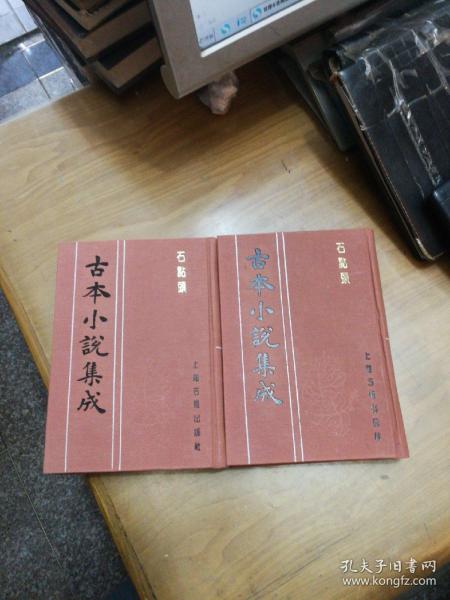 石點頭
古本小說集成
上海古籍出版社
石點頭
古本小說集成
上海古籍出版社
孔夫子旧书网
www.kongfz.com